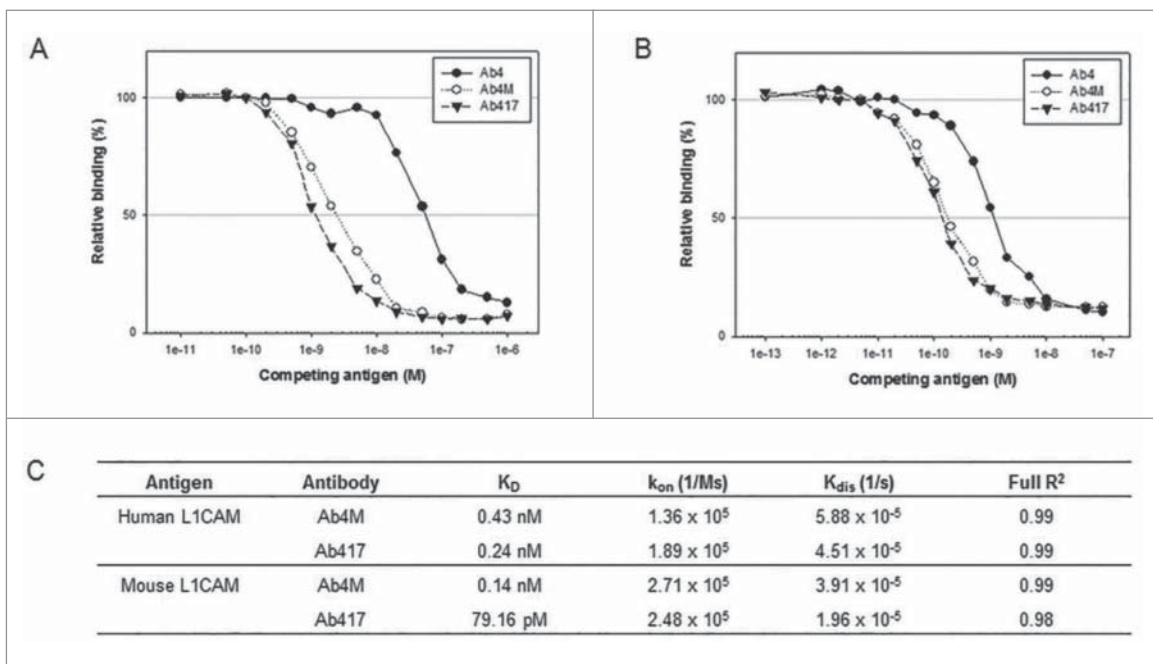 A
Ab4
Ab4M
Ab417
100
50
0
Relative binding (%)
1e-11 1e-10 1e-9 1e-8 1e-7 1e-6
Competing antigen (M)
B
Ab4
Ab4M
Ab417
100
50
0
Relative binding (%)
1e-13 1e-12 1e-11 1e-10 1e-9 1e-8 1e-7
Competing antigen (M)
C
Antigen Antibody K_D k_on (1/Ms) K_dis (1/s) Full R²
Human L1CAM Ab4M 0.43 nM 1.36 x 10⁵ 5.88 x 10⁻⁵ 0.99
Ab417 0.24 nM 1.89 x 10⁵ 4.51 x 10⁻⁵ 0.99
Mouse L1CAM Ab4M 0.14 nM 2.71 x 10⁵ 3.91 x 10⁻⁵ 0.99
Ab417 79.16 pM 2.48 x 10⁵ 1.96 x 10⁻⁵ 0.98